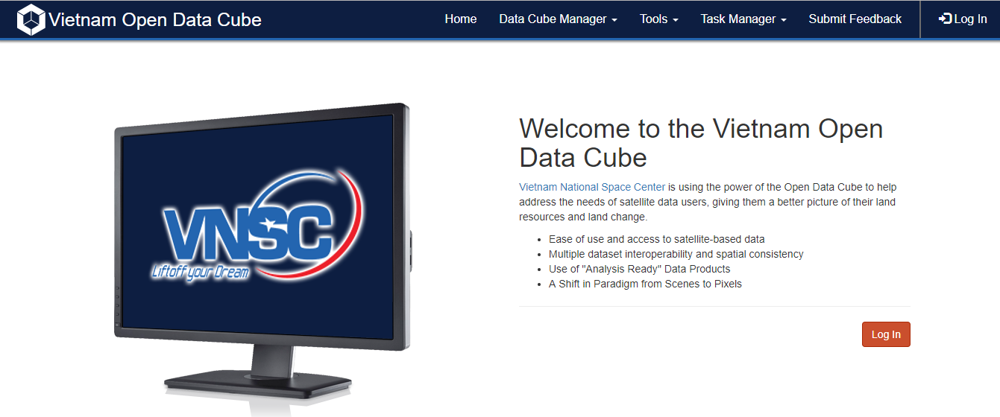 Vietnam Open Data Cube
Home
Data Cube Manager
Tools
Task Manager
Submit Feedback
Log In
VNSC
Liftoff your Dream
Welcome to the Vietnam Open
Data Cube
Vietnam National Space Center is using the power of the Open Data Cube to help
address the needs of satellite data users, giving them a better picture of their land
resources and land change.
• Ease of use and access to satellite-based data
• Multiple dataset interoperability and spatial consistency
• Use of "Analysis Ready" Data Products
• A Shift in Paradigm from Scenes to Pixels
Log In